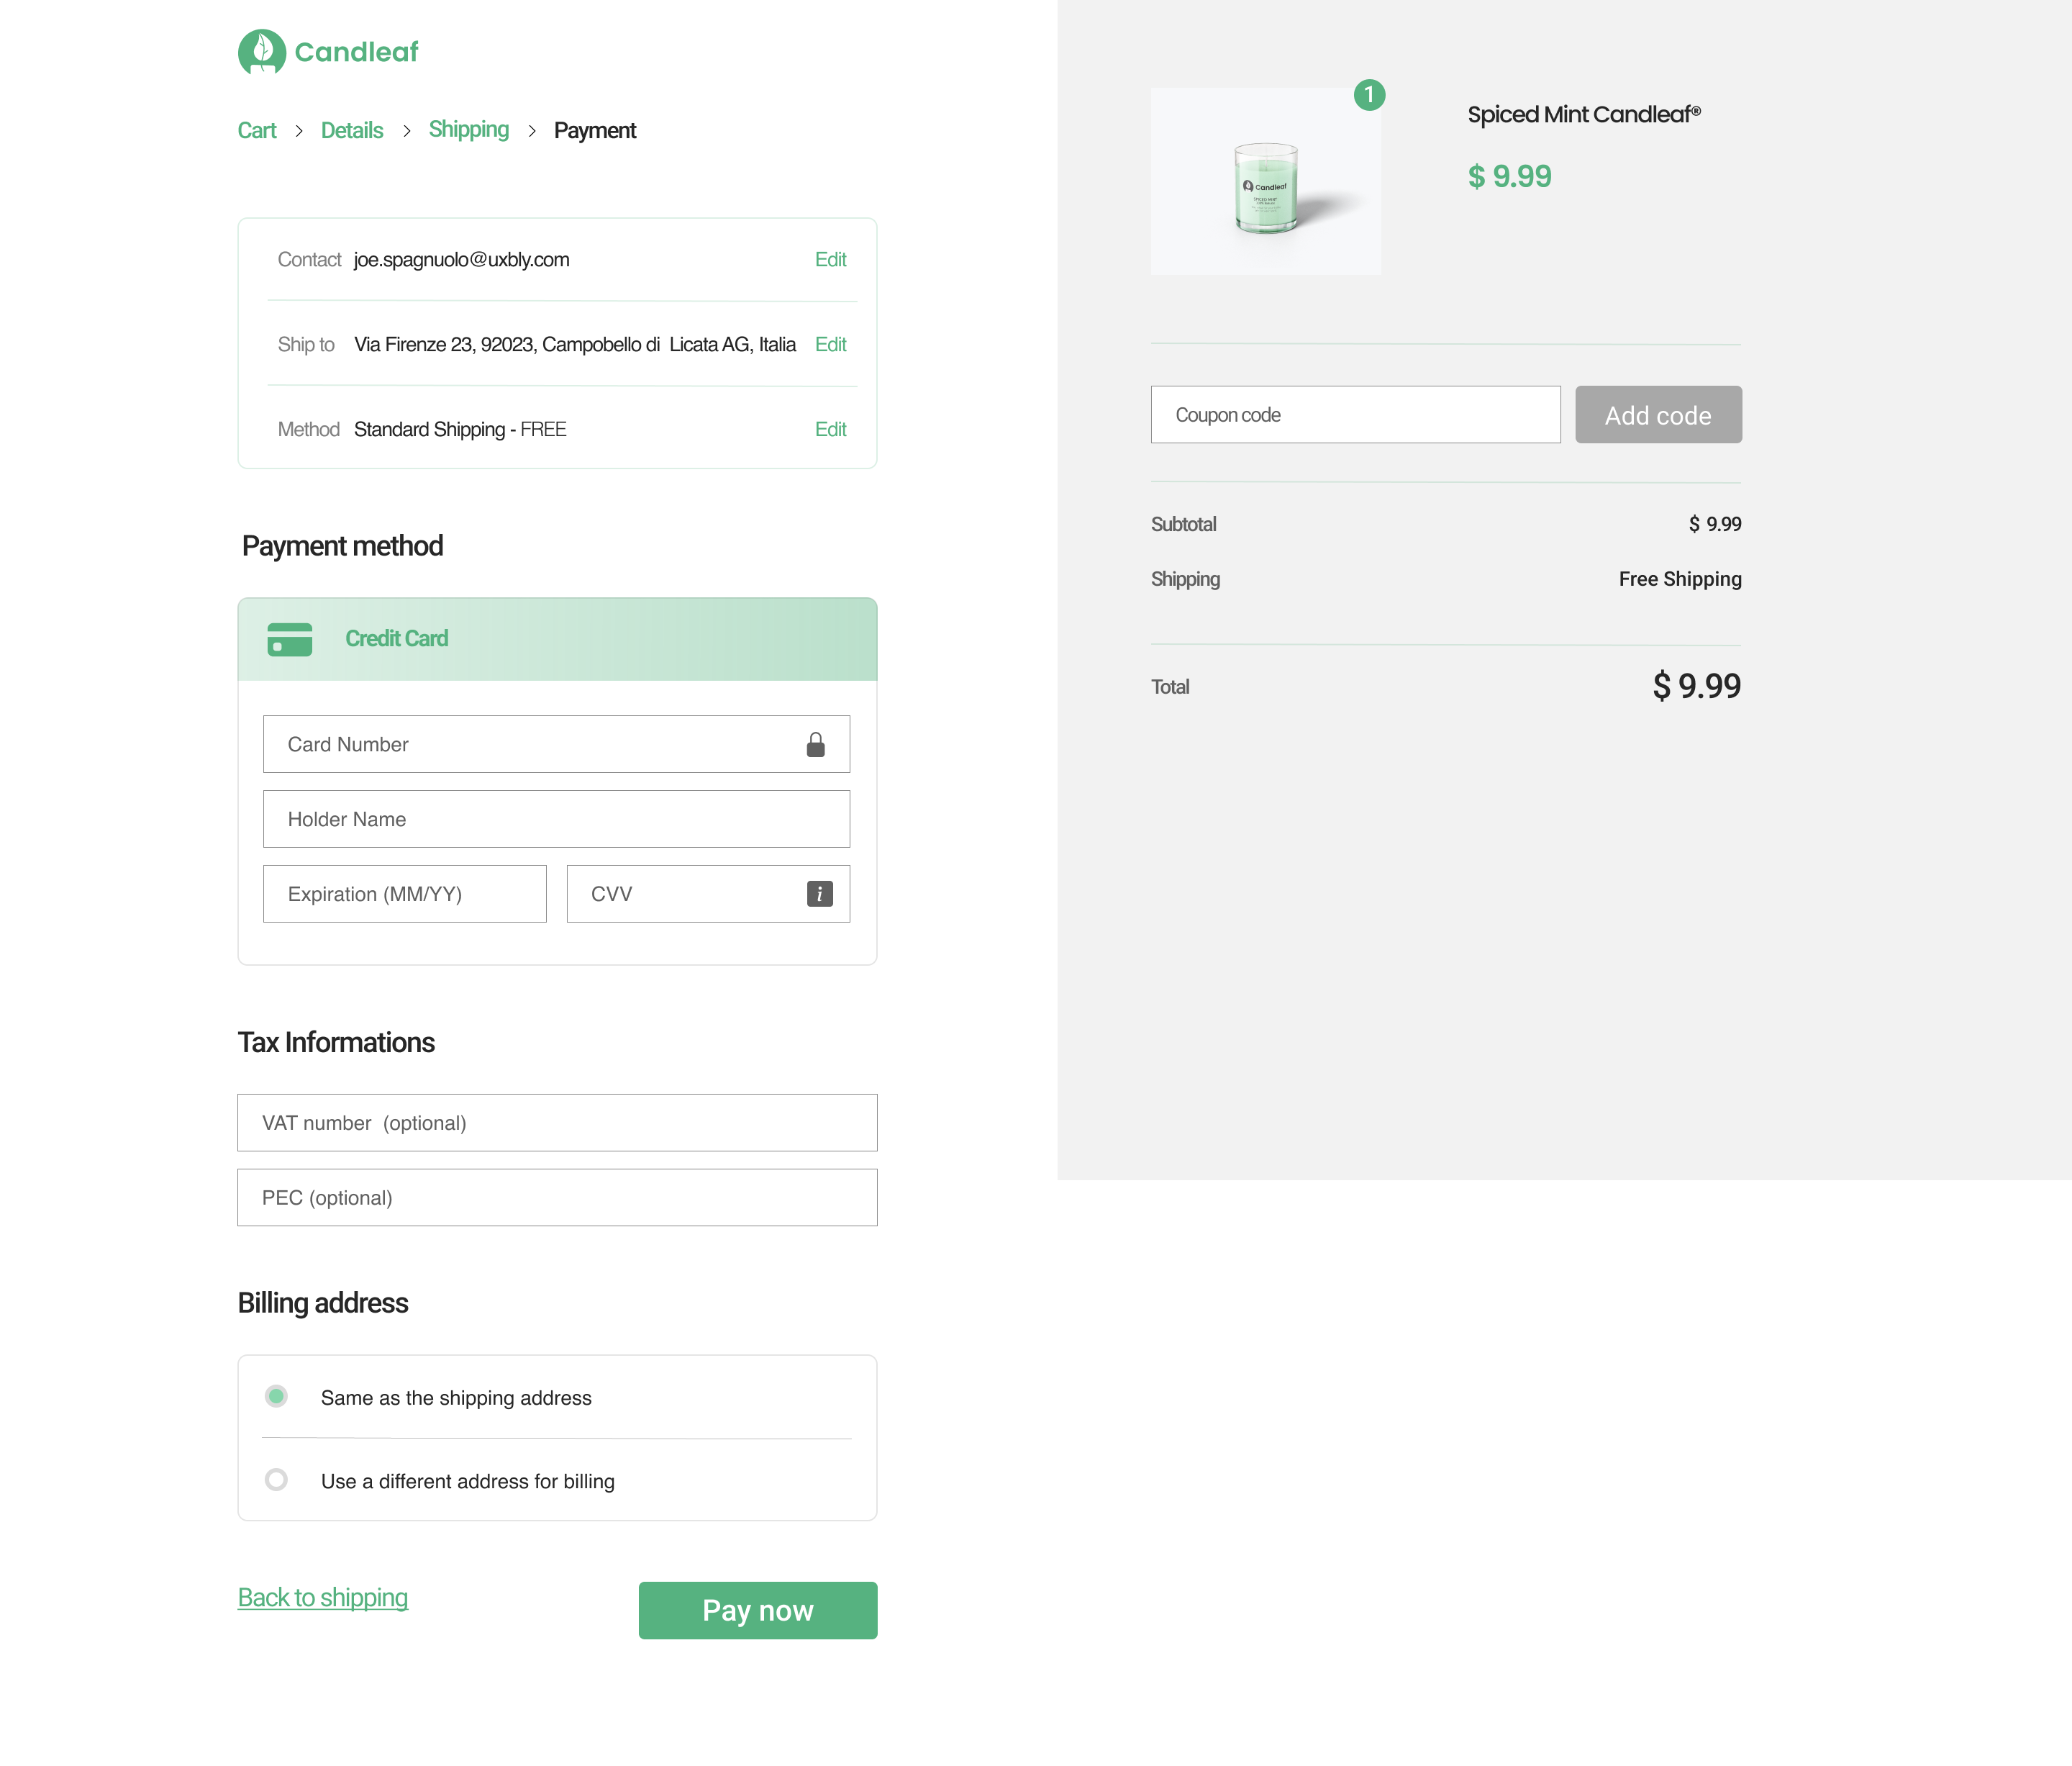 Candleaf
Cart > Details > Shipping > Payment
Contact joe.spagnuolo@uxbly.com Edit
Ship to Via Firenze 23, 92023, Campobello di Licata AG, Italia Edit
Method Standard Shipping - FREE Edit
Payment method
Credit Card
Card Number
Holder Name
Expiration (MM/YY) CVV i
Tax Informations
VAT number (optional)
PEC (optional)
Billing address
Same as the shipping address
Use a different address for billing
Back to shipping Pay now
1
Candleaf
SPICED MINT
Spiced Mint Candleaf®
$ 9.99
Coupon code Add code
Subtotal $ 9.99
Shipping Free Shipping
Total $ 9.99